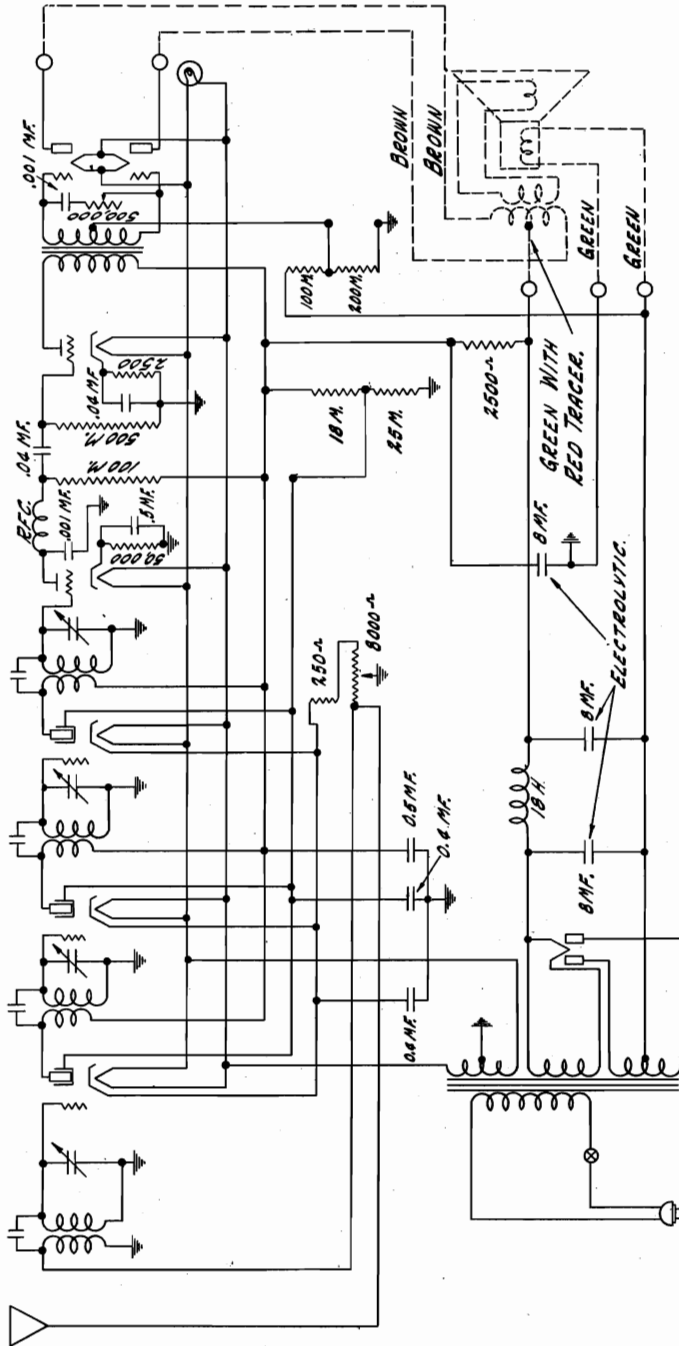 R.F.C.
.04 MF.
.001 MF.
.001 MF.
500,000
100 M.
500 M.
.04 MF.
2500
50,000
.5 MF.
100M.
200M.
250 Ω
8000 Ω
18 M.
25 M.
0.4 MF.
0.5 MF.
0.4 MF.
BROWN
BROWN
2500 Ω
GREEN WITH
RED TRACER.
GREEN
GREEN
18 H.
8 MF.
8 MF.
8 MF.
ELECTROLYTIC.